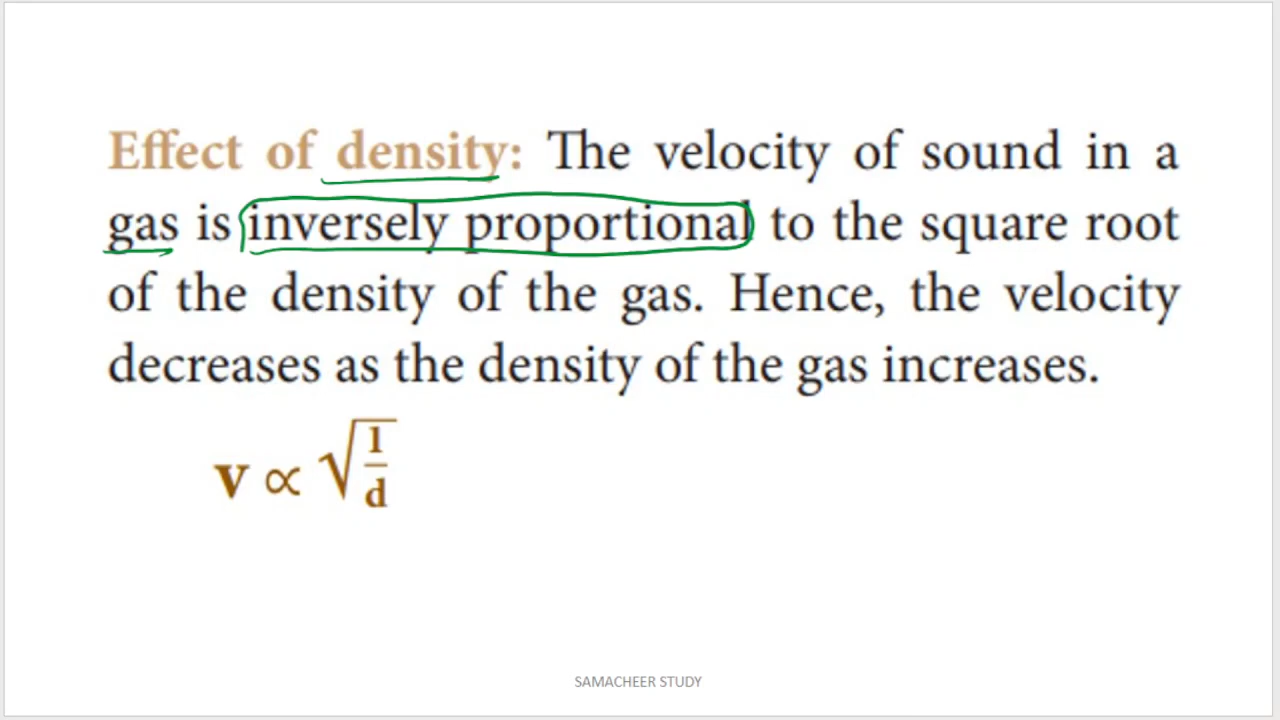 Effect of density: The velocity of sound in a
gas is inversely proportional to the square root
of the density of the gas. Hence, the velocity
decreases as the density of the gas increases.
v ∝ √(1/d)
SAMACHEER STUDY